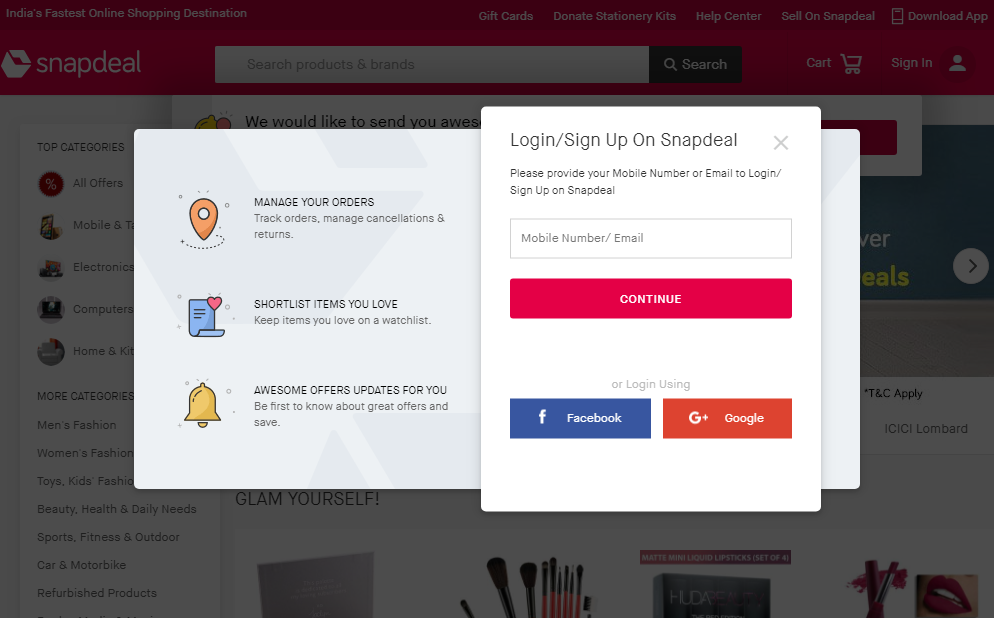 India's Fastest Online Shopping Destination
Gift Cards
Donate Stationery Kits
Help Center
Sell On Snapdeal
Download App
snapdeal
Search products & brands
Search
Cart
Sign In
We would like to send you awes
TOP CATEGORIES
All Offers
Mobile & Ta
Electronics
Computers
Home & Kit
MORE CATEGORIES
Men's Fashion
Women's Fashion
Toys, Kids' Fashio
Beauty, Health & Daily Needs
Sports, Fitness & Outdoor
Car & Motorbike
Refurbished Products
MANAGE YOUR ORDERS
Track orders, manage cancellations &
returns.
SHORTLIST ITEMS YOU LOVE
Keep items you love on a watchlist.
AWESOME OFFERS UPDATES FOR YOU
Be first to know about great offers and
save.
Login/Sign Up On Snapdeal
Please provide your Mobile Number or Email to Login/
Sign Up on Snapdeal
Mobile Number/ Email
CONTINUE
or Login Using
f Facebook
G+ Google
ver
eals
*T&C Apply
ICICI Lombard
GLAM YOURSELF!
MATTE MINI LIQUID LIPSTICKS (SET OF 4)
HUDABEAUTY